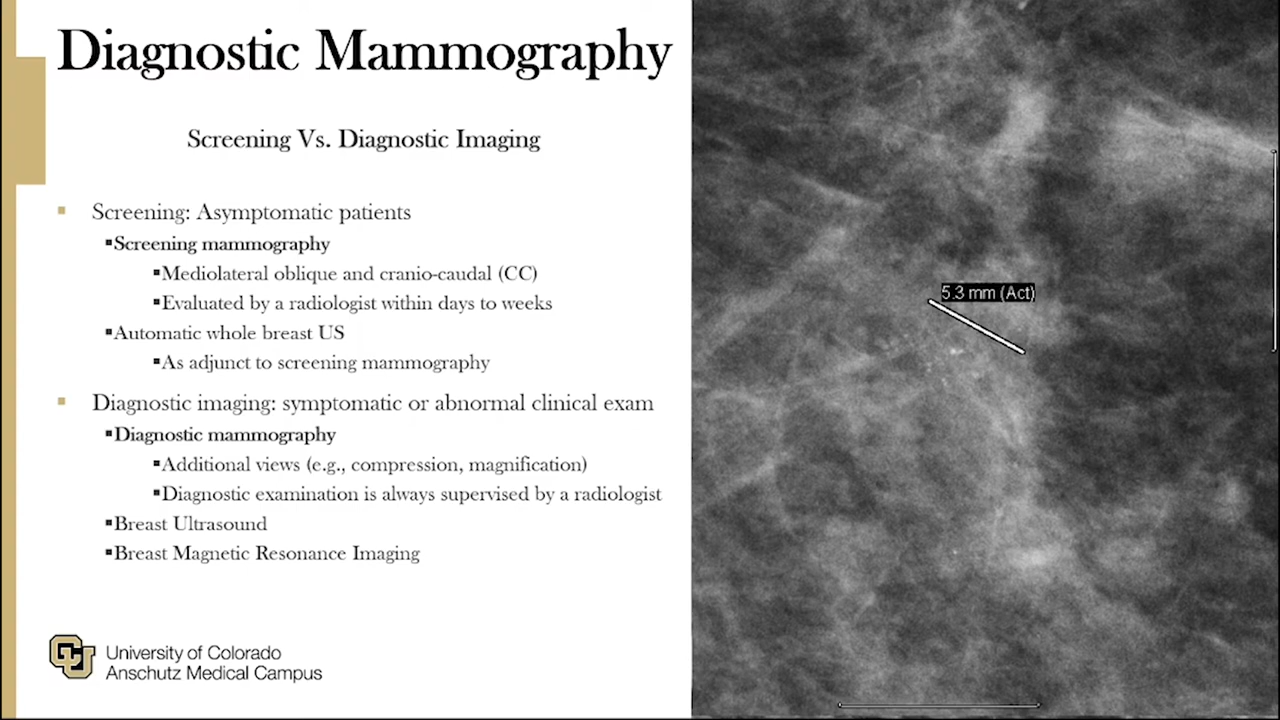 Diagnostic Mammography
Screening Vs. Diagnostic Imaging
Screening: Asymptomatic patients
Screening mammography
Mediolateral oblique and cranio-caudal (CC)
Evaluated by a radiologist within days to weeks
Automatic whole breast US
As adjunct to screening mammography
Diagnostic imaging: symptomatic or abnormal clinical exam
Diagnostic mammography
Additional views (e.g., compression, magnification)
Diagnostic examination is always supervised by a radiologist
Breast Ultrasound
Breast Magnetic Resonance Imaging
University of Colorado
Anschutz Medical Campus
5.3 mm (Act)